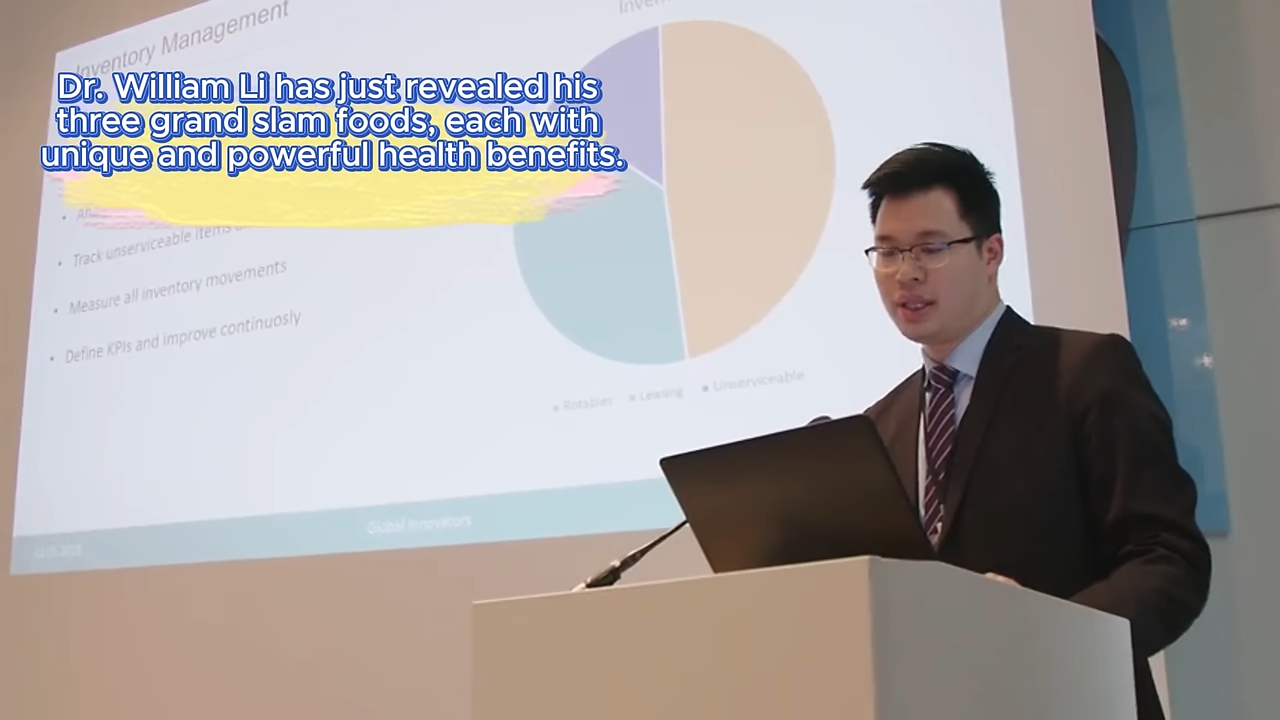 Inventory Management
Dr. William Li has just revealed his
three grand slam foods, each with
unique and powerful health benefits.
Track unserviceable items
Measure all inventory movements
Define KPIs and improve continuosly
Rotables Leasing Unserviceable
Global Innovators